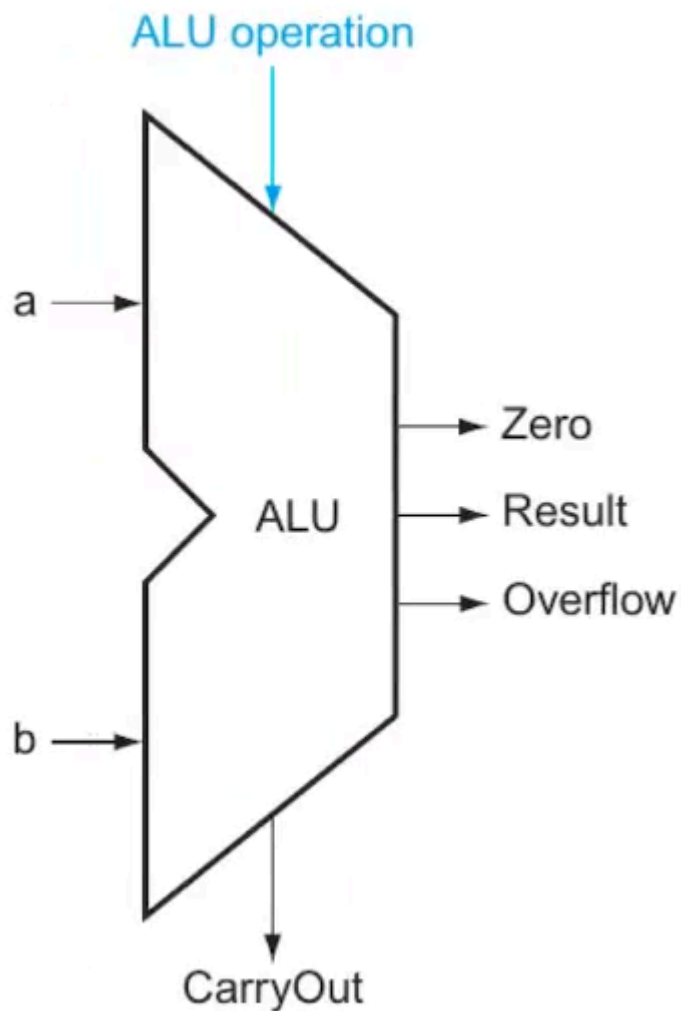 ALU operation
a
Zero
ALU
Result
Overflow
b
CarryOut